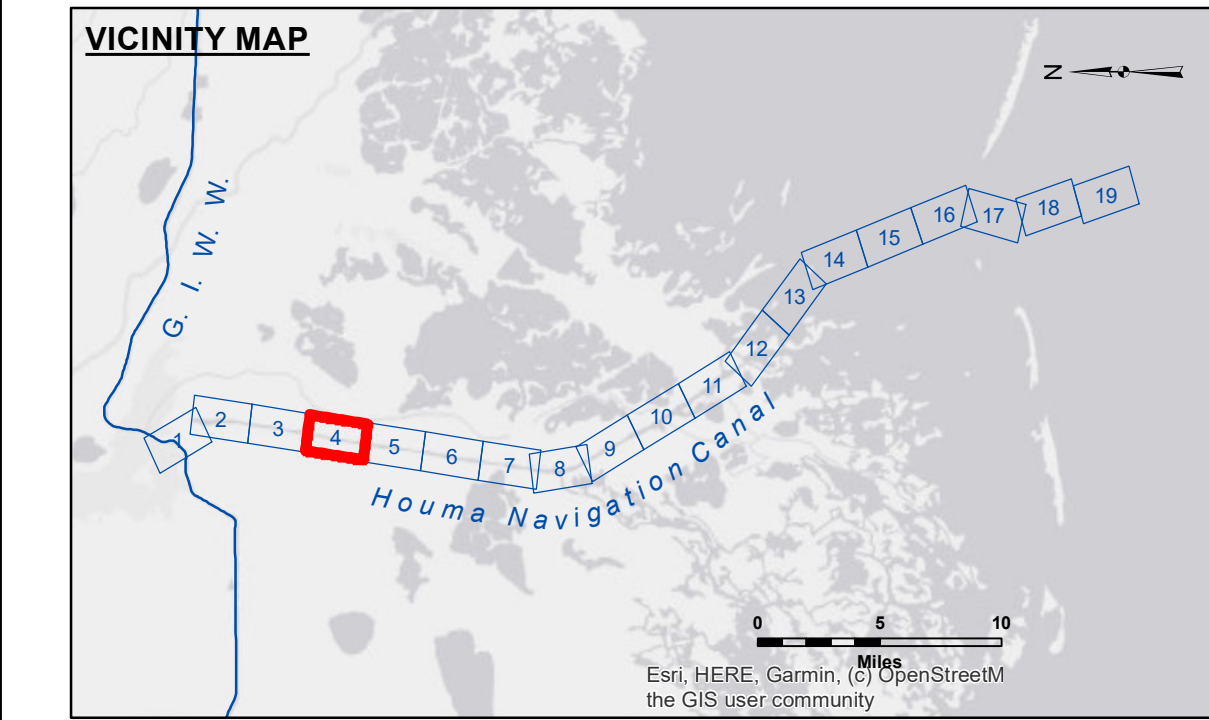 VICINITY MAP
N
G. I. W. W.
1
2
3
4
5
6
7
8
9
10
11
12
13
14
15
16
17
18
19
Houma Navigation Canal
0 5 10
Miles
Esri, HERE, Garmin, (c) OpenStreetM
the GIS user community